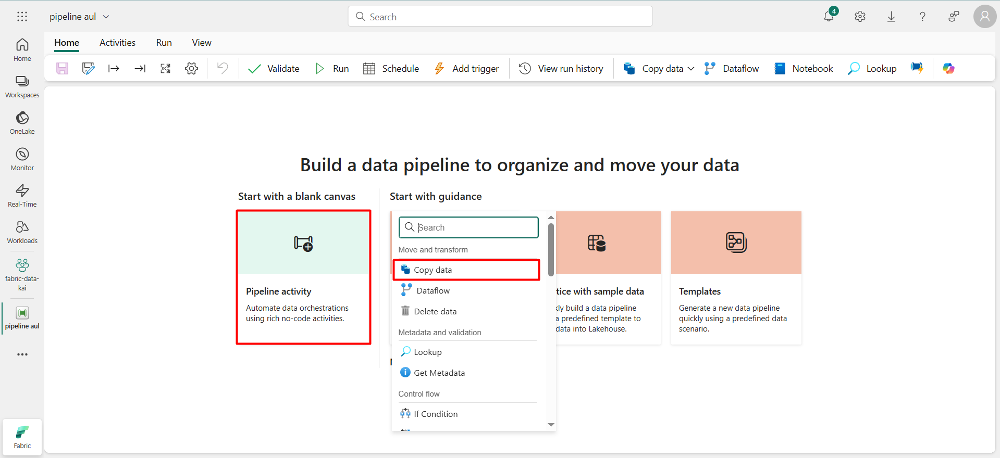 pipeline aul
Search
4
Home
Activities
Run
View
Validate
Run
Schedule
Add trigger
View run history
Copy data
Dataflow
Notebook
Lookup
Home
Workspaces
OneLake
Monitor
Real-Time
Workloads
fabric-data-
kai
pipeline aul
Fabric
Build a data pipeline to organize and move your data
Start with a blank canvas
Pipeline activity
Automate data orchestrations
using rich no-code activities.
Start with guidance
Search
Move and transform
Copy data
Dataflow
Delete data
Metadata and validation
Lookup
Get Metadata
Control flow
If Condition
tice with sample data
kly build a data pipeline
a predefined template to
data into Lakehouse.
Templates
Generate a new data pipeline
quickly using a predefined data
scenario.